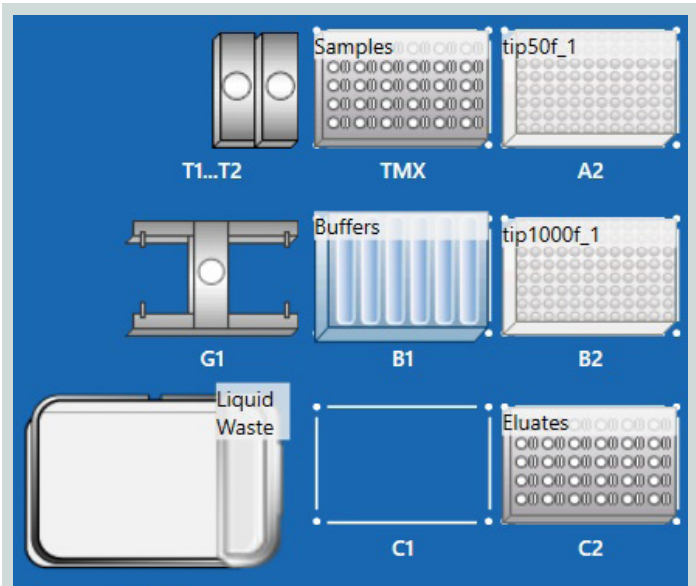 Samples
tip50f_1
T1...T2
TMX
A2
Buffers
tip1000f_1
G1
B1
B2
Liquid
Waste
Eluates
C1
C2